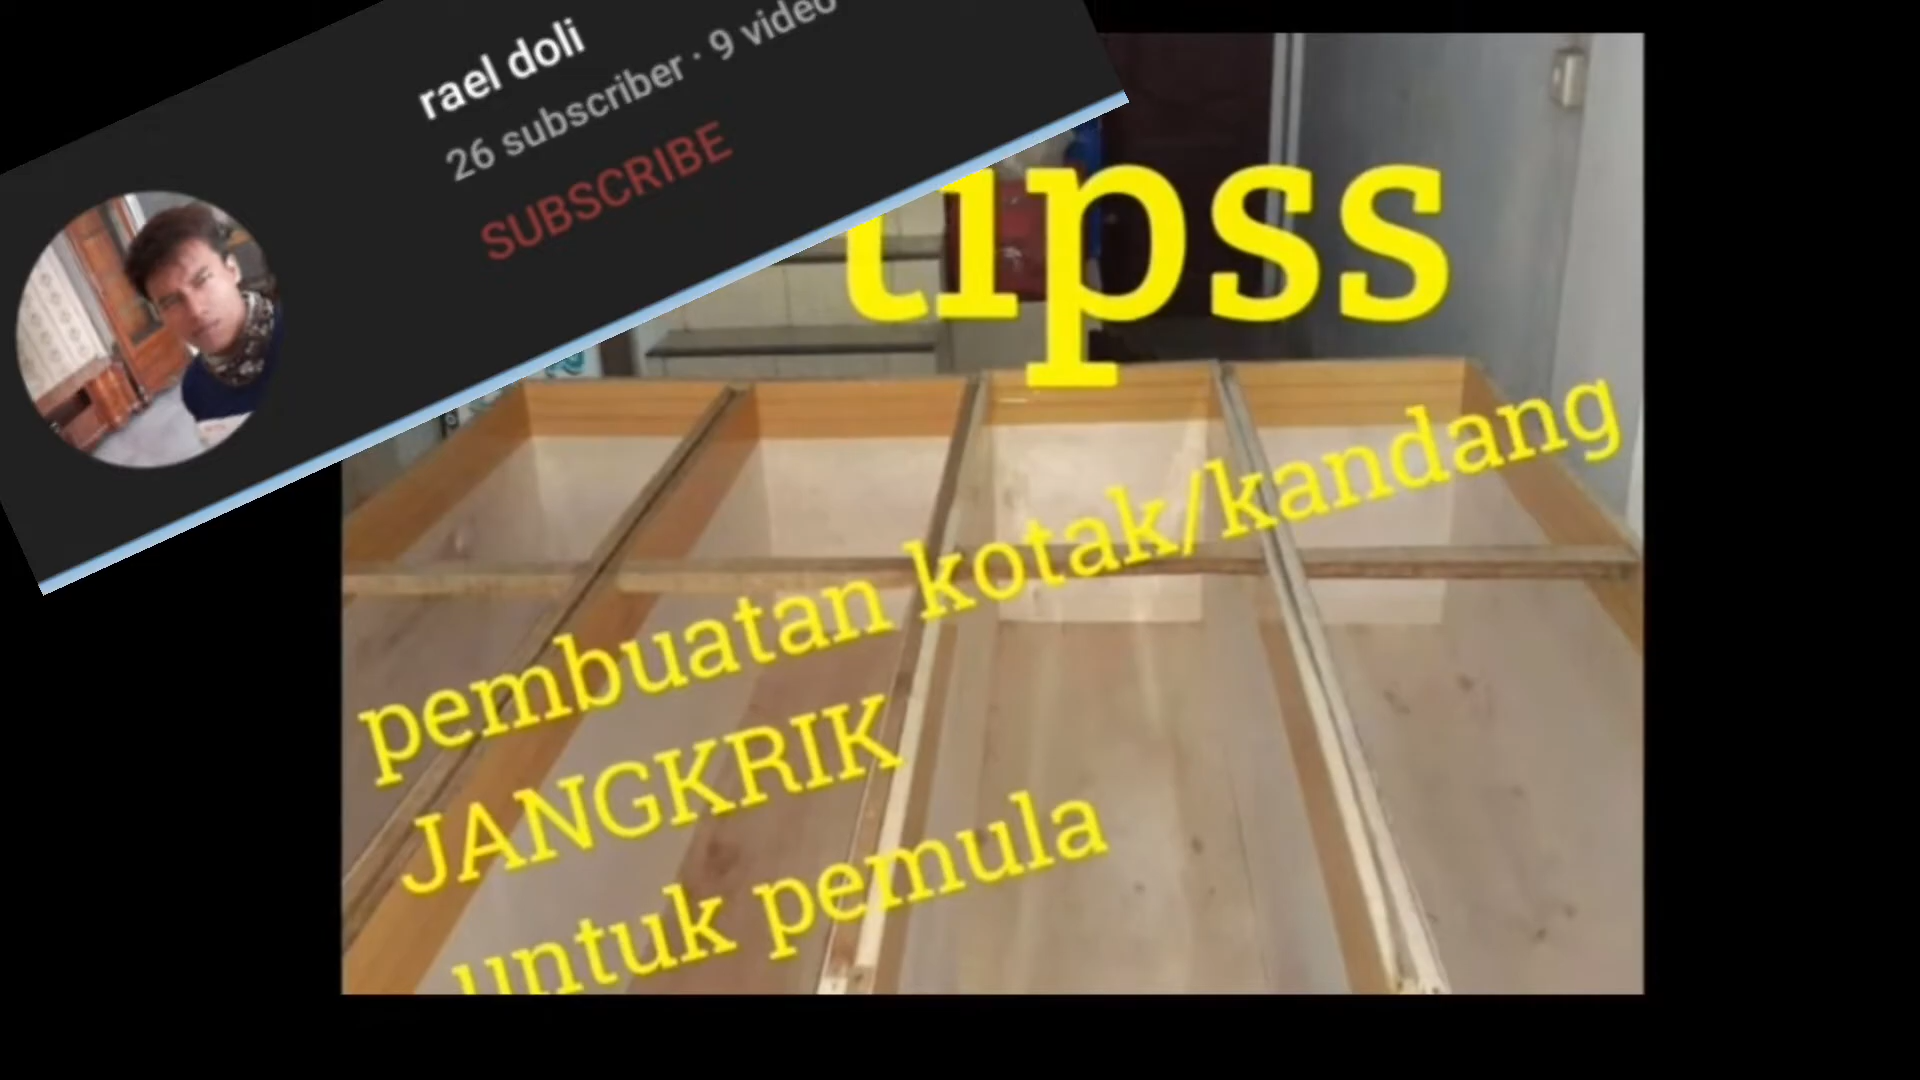 rael doli
26 subscriber · 9 video
SUBSCRIBE
tipss
pembuatan kotak/kandang
JANGKRIK
untuk pemula